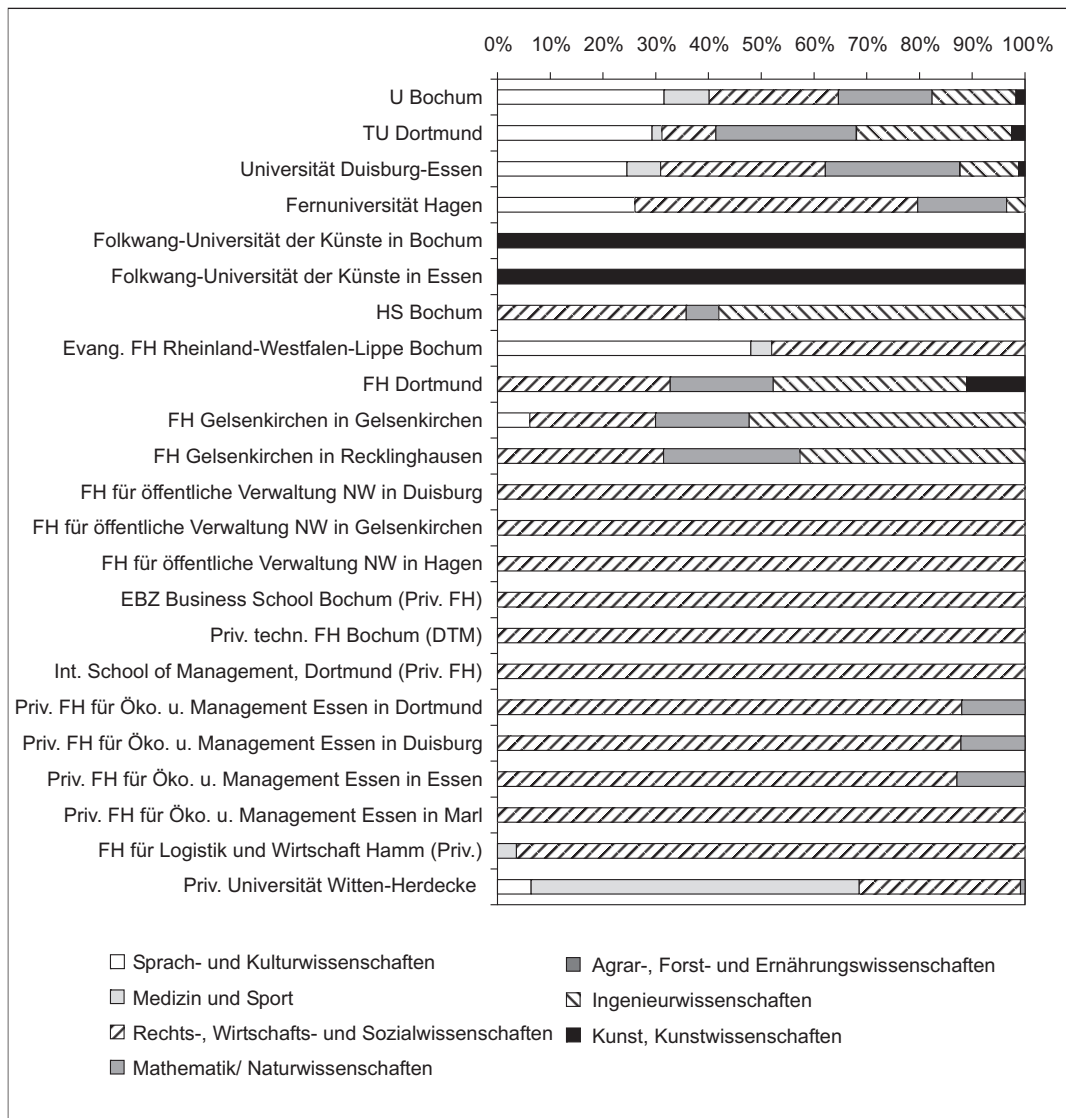 0% 10% 20% 30% 40% 50% 60% 70% 80% 90% 100%
U Bochum
TU Dortmund
Universität Duisburg-Essen
Fernuniversität Hagen
Folkwang-Universität der Künste in Bochum
Folkwang-Universität der Künste in Essen
HS Bochum
Evang. FH Rheinland-Westfalen-Lippe Bochum
FH Dortmund
FH Gelsenkirchen in Gelsenkirchen
FH Gelsenkirchen in Recklinghausen
FH für öffentliche Verwaltung NW in Duisburg
FH für öffentliche Verwaltung NW in Gelsenkirchen
FH für öffentliche Verwaltung NW in Hagen
EBZ Business School Bochum (Priv. FH)
Priv. techn. FH Bochum (DTM)
Int. School of Management, Dortmund (Priv. FH)
Priv. FH für Öko. u. Management Essen in Dortmund
Priv. FH für Öko. u. Management Essen in Duisburg
Priv. FH für Öko. u. Management Essen in Essen
Priv. FH für Öko. u. Management Essen in Marl
FH für Logistik und Wirtschaft Hamm (Priv.)
Priv. Universität Witten-Herdecke
Sprach- und Kulturwissenschaften
Medizin und Sport
Rechts-, Wirtschafts- und Sozialwissenschaften
Mathematik/ Naturwissenschaften
Agrar-, Forst- und Ernährungswissenschaften
Ingenieurwissenschaften
Kunst, Kunstwissenschaften